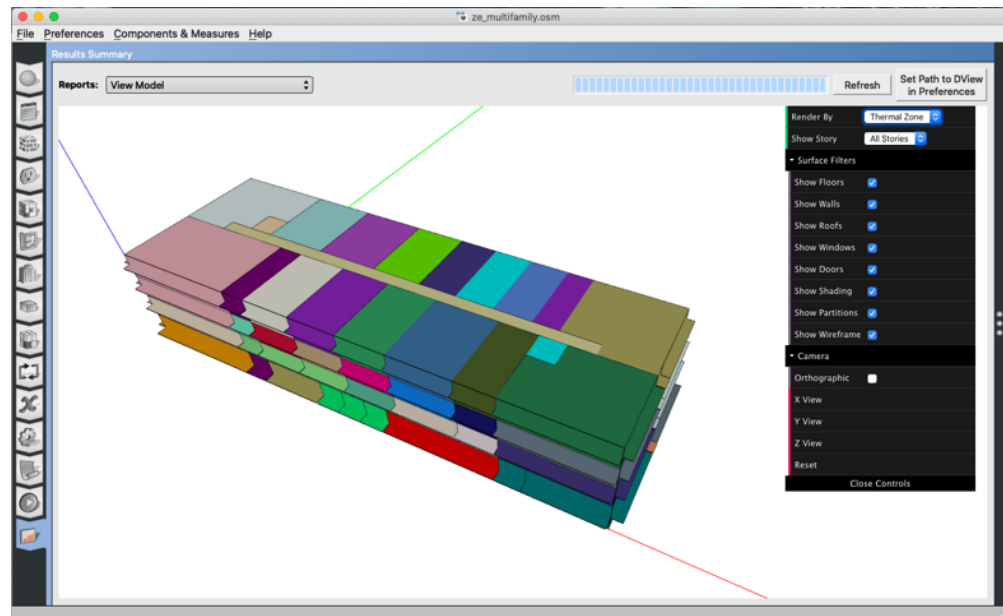 ze_multifamily.osm
File Preferences Components & Measures Help
Results Summary
Reports: View Model Refresh Set Path to DView
in Preferences
Render By Thermal Zone
Show Story All Stories
Surface Filters
Show Floors
Show Walls
Show Roofs
Show Windows
Show Doors
Show Shading
Show Partitions
Show Wireframe
Camera
Orthographic
X View
Y View
Z View
Reset
Close Controls